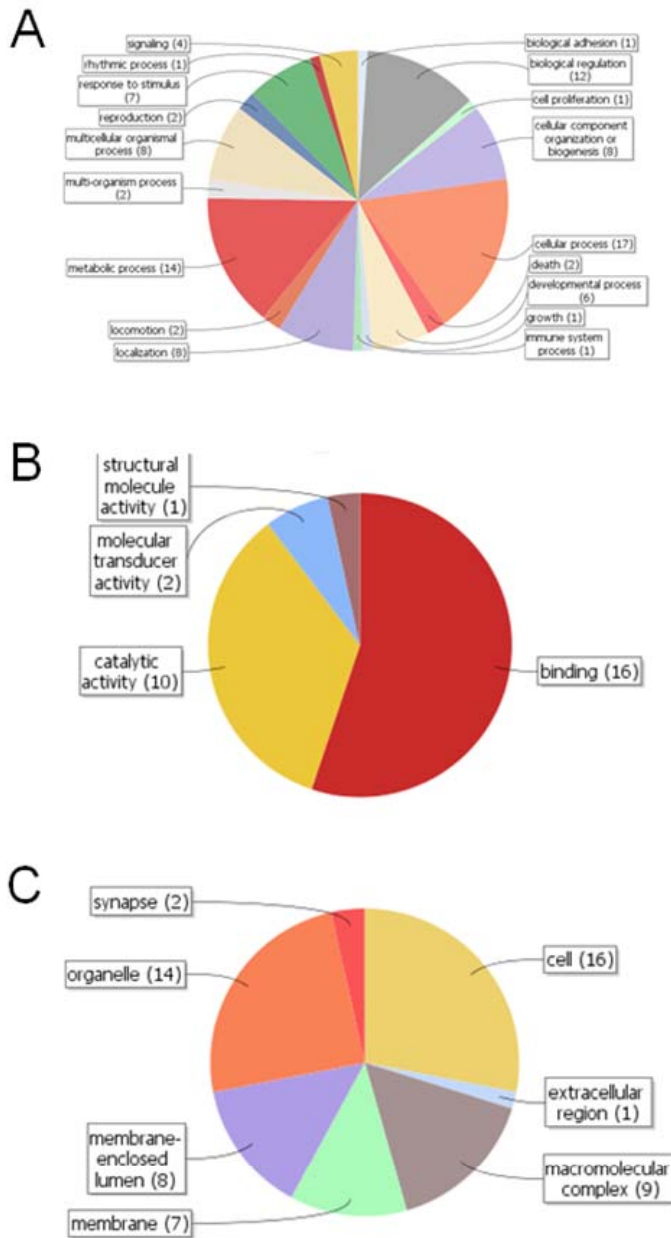 A
signaling (4)
rhythmic process (1)
response to stimulus
(7)
reproduction (2)
multicellular organismal
process (8)
multi-organism process
(2)
metabolic process (14)
locomotion (2)
localization (8)
biological adhesion (1)
biological regulation
(12)
cell proliferation (1)
cellular component
organization or
biogenesis (8)
cellular process (17)
death (2)
developmental process
(6)
growth (1)
immune system
process (1)
B
structural
molecule
activity (1)
molecular
transducer
activity (2)
catalytic
activity (10)
binding (16)
C
synapse (2)
organelle (14)
membrane-
enclosed
lumen (8)
membrane (7)
cell (16)
extracellular
region (1)
macromolecular
complex (9)